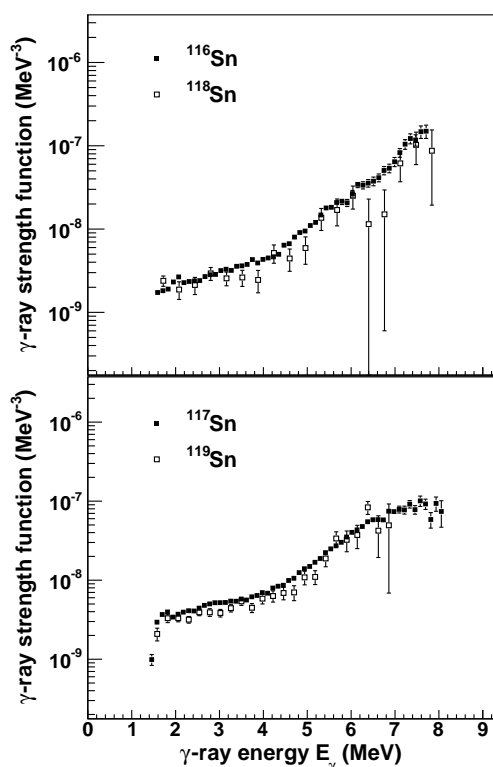 γ-ray strength function (MeV⁻³)
10⁻⁶
10⁻⁷
10⁻⁸
10⁻⁹
¹¹⁶Sn
¹¹⁸Sn
γ-ray strength function (MeV⁻³)
10⁻⁶
10⁻⁷
10⁻⁸
10⁻⁹
¹¹⁷Sn
¹¹⁹Sn
0 1 2 3 4 5 6 7 8 9
γ-ray energy E_γ (MeV)